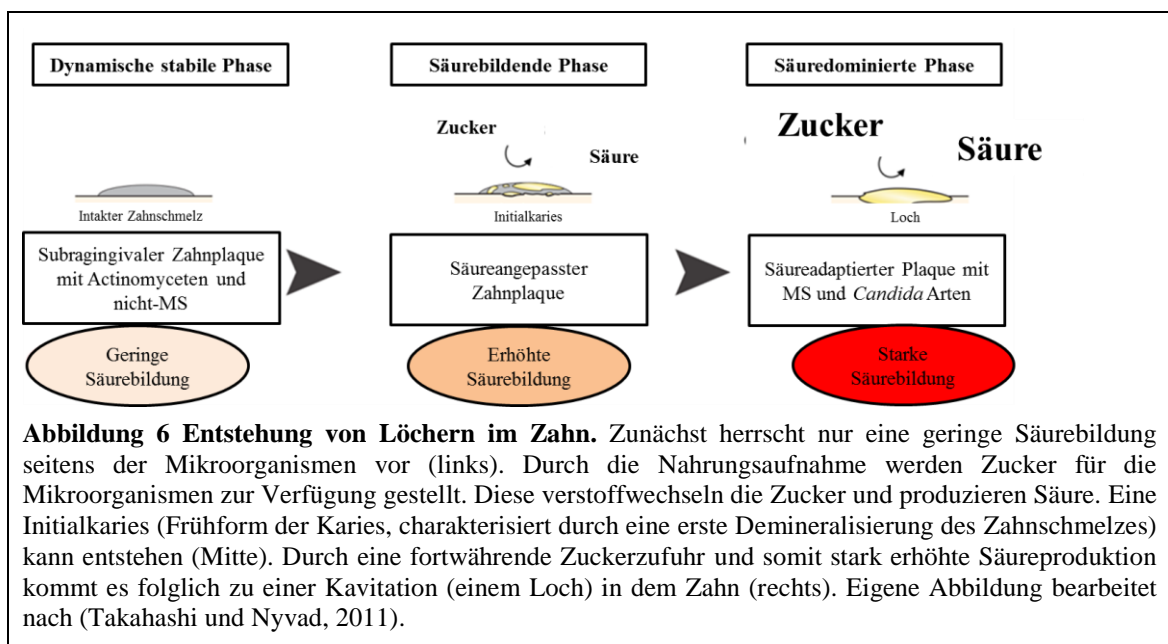 Dynamische stabile Phase
Säurebildende Phase
Säuredominierte Phase
Zucker
Säure
Zucker
Säure
Intakter Zahnschmelz
Initialkaries
Loch
Subragingivaler Zahnplaque
mit Actinomyceten und
nicht-MS
Säureangepasster
Zahnplaque
Säureadaptierter Plaque mit
MS und Candida Arten
Geringe
Säurebildung
Erhöhte
Säurebildung
Starke
Säurebildung
Abbildung 6 Entstehung von Löchern im Zahn. Zunächst herrscht nur eine geringe Säurebildung
seitens der Mikroorganismen vor (links). Durch die Nahrungsaufnahme werden Zucker für die
Mikroorganismen zur Verfügung gestellt. Diese verstoffwechseln die Zucker und produzieren Säure. Eine
Initialkaries (Frühform der Karies, charakterisiert durch eine erste Demineralisierung des Zahnschmelzes)
kann entstehen (Mitte). Durch eine fortwährende Zuckerzufuhr und somit stark erhöhte Säureproduktion
kommt es folglich zu einer Kavitation (einem Loch) in dem Zahn (rechts). Eigene Abbildung bearbeitet
nach (Takahashi und Nyvad, 2011).